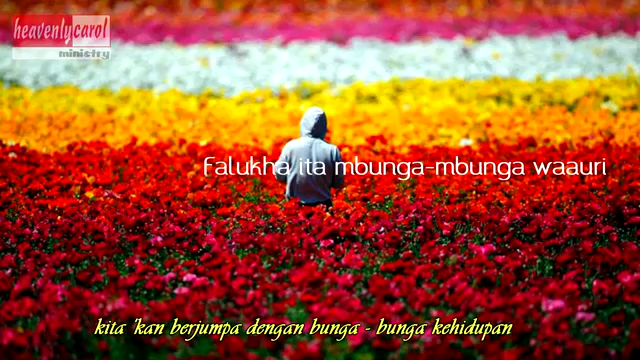 heavenlycarol
ministry
Falukha ita mbunga-mbunga waauri
kita 'kan berjumpa dengan bunga - bunga kehidupan